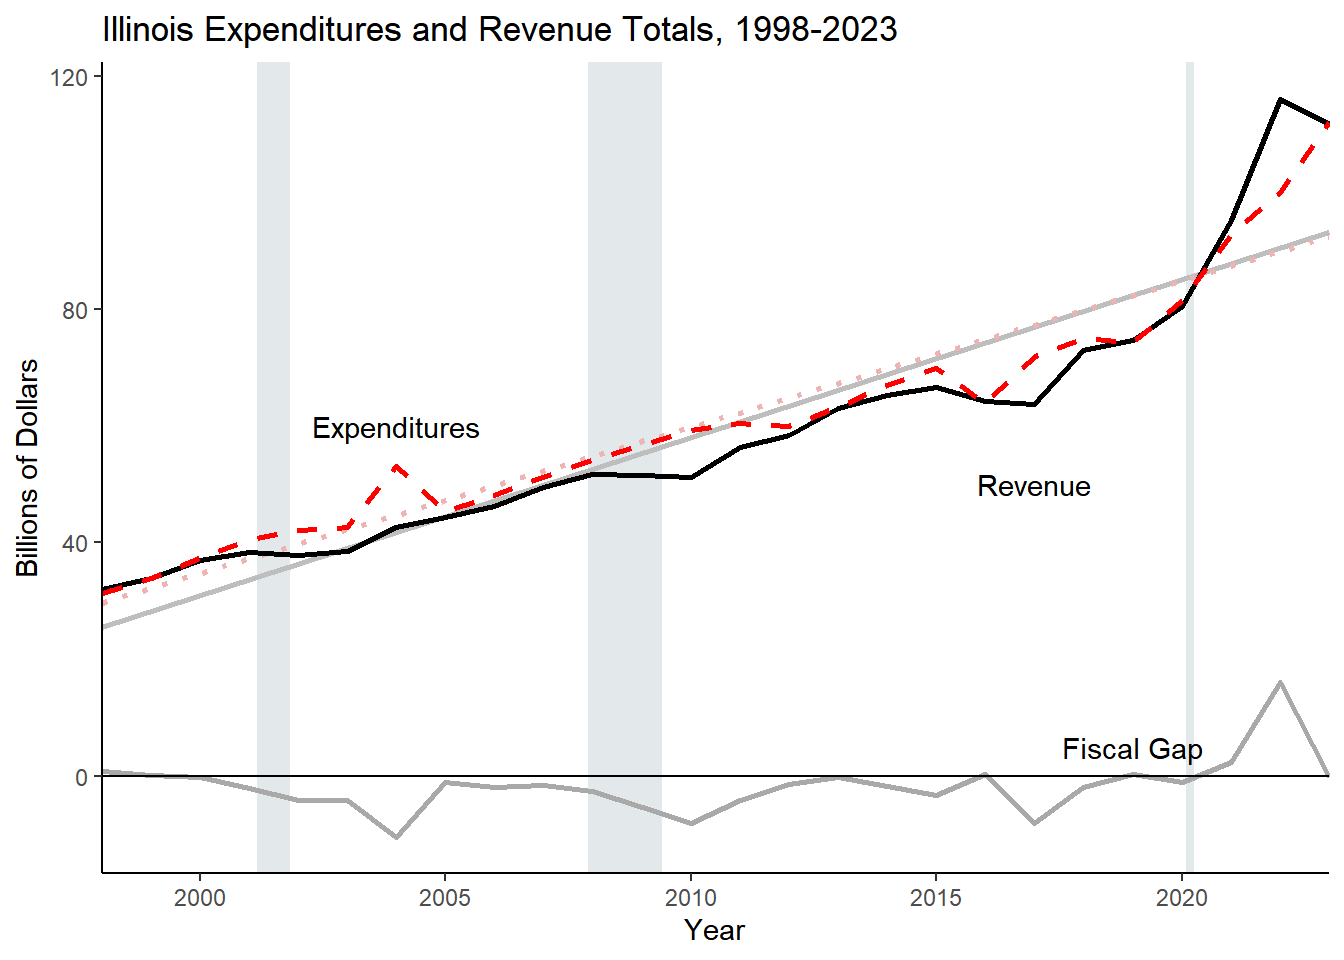 Illinois Expenditures and Revenue Totals, 1998-2023
120
80
40
0
Billions of Dollars
Expenditures
Revenue
Fiscal Gap
2000
2005
2010
2015
2020
Year